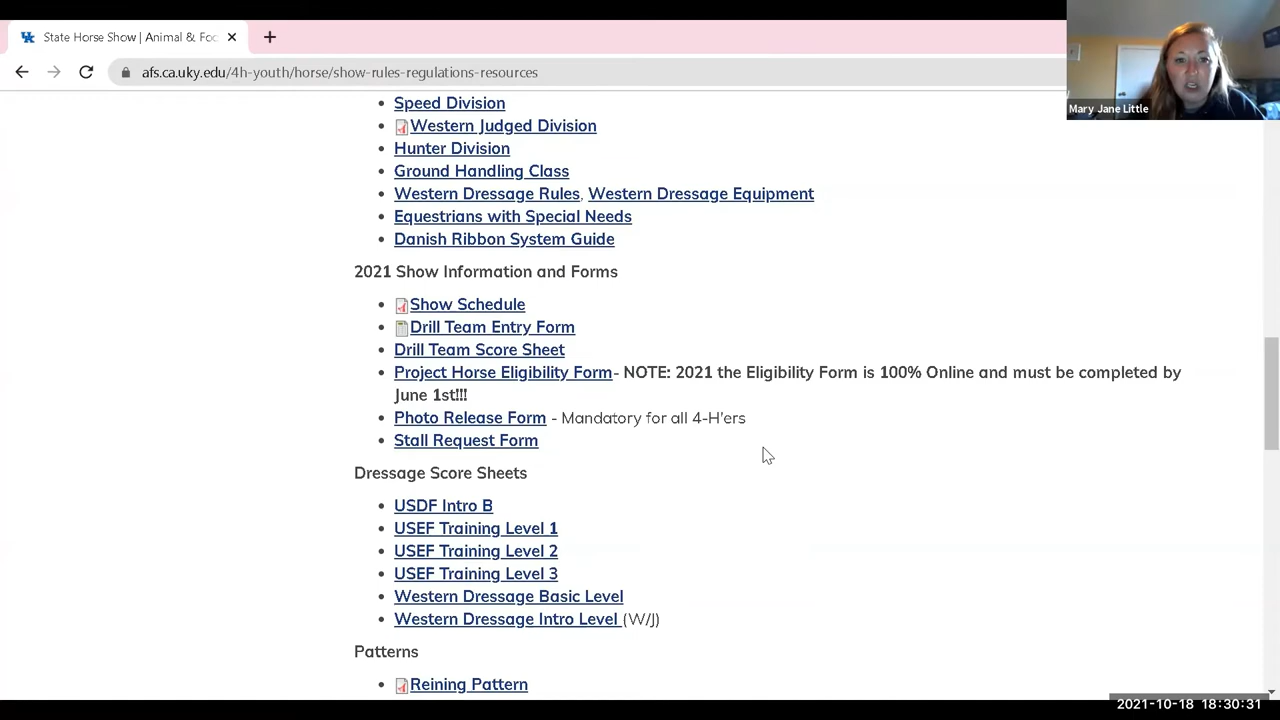 State Horse Show | Animal & Foo
afs.ca.uky.edu/4h-youth/horse/show-rules-regulations-resources
Mary Jane Little
Speed Division
Western Judged Division
Hunter Division
Ground Handling Class
Western Dressage Rules, Western Dressage Equipment
Equestrians with Special Needs
Danish Ribbon System Guide
2021 Show Information and Forms
Show Schedule
Drill Team Entry Form
Drill Team Score Sheet
Project Horse Eligibility Form- NOTE: 2021 the Eligibility Form is 100% Online and must be completed by
June 1st!!!
Photo Release Form - Mandatory for all 4-H'ers
Stall Request Form
Dressage Score Sheets
USDF Intro B
USEF Training Level 1
USEF Training Level 2
USEF Training Level 3
Western Dressage Basic Level
Western Dressage Intro Level (W/J)
Patterns
Reining Pattern
2021-10-18 18:30:31